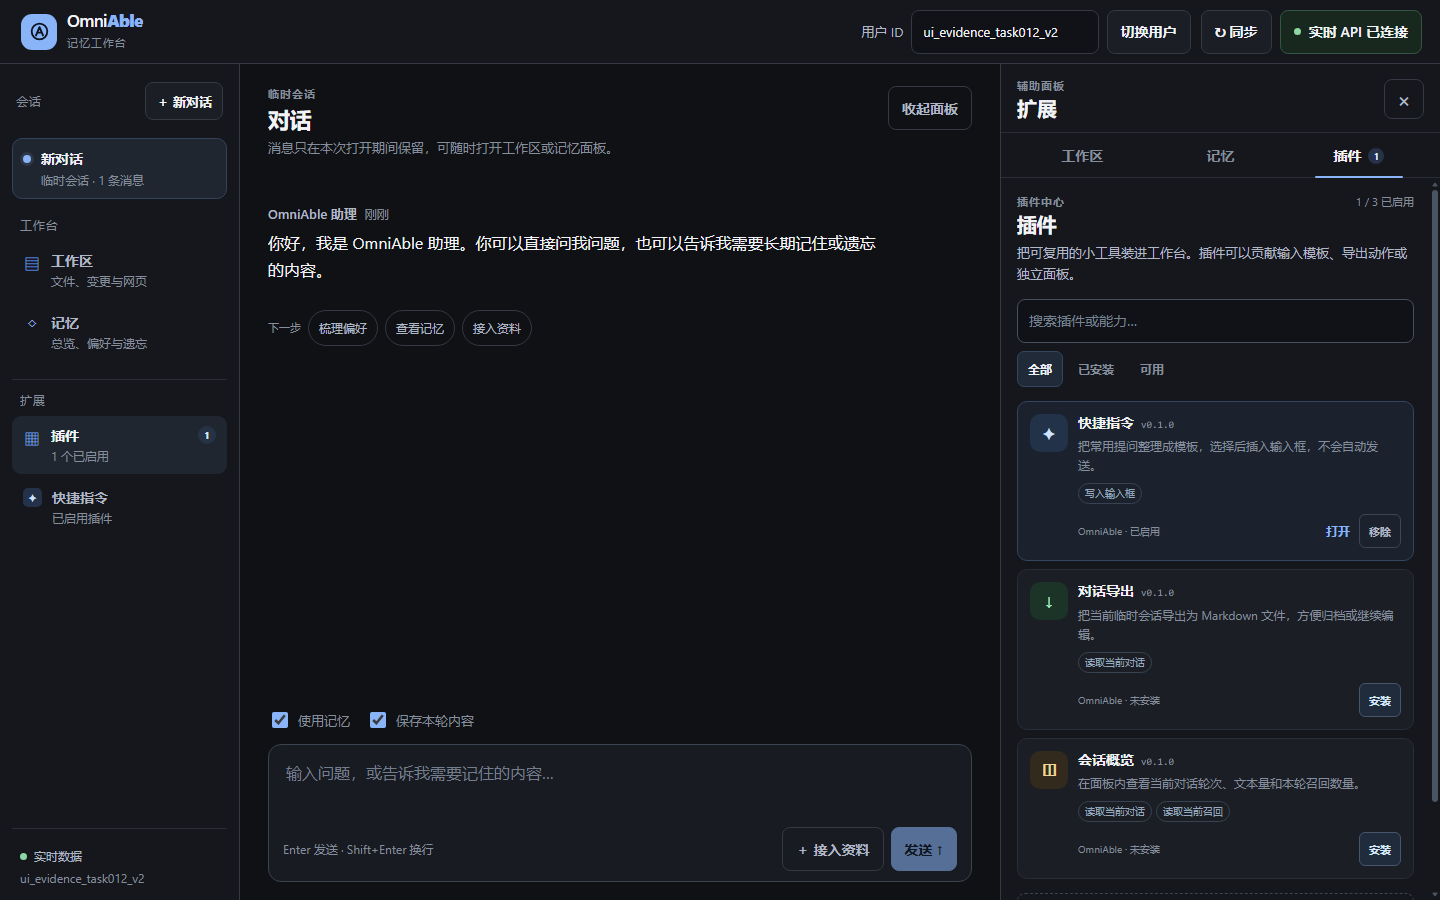 OmniAble
记忆工作台
用户 ID
ui_evidence_task012_v2
切换用户
↻ 同步
实时 API 已连接
会话
+ 新对话
新对话
临时会话 · 1 条消息
工作台
工作区
文件、变更与网页
记忆
总览、偏好与遗忘
扩展
插件
1
1 个已启用
快捷指令
已启用插件
实时数据
ui_evidence_task012_v2
临时会话
对话
消息只在本次打开期间保留，可随时打开工作区或记忆面板。
收起面板
OmniAble 助理 刚刚
你好，我是 OmniAble 助理。你可以直接问我问题，也可以告诉我需要长期记住或遗忘
的内容。
下一步
梳理偏好
查看记忆
接入资料
使用记忆
保存本轮内容
输入问题，或告诉我需要记住的内容...
Enter 发送 · Shift+Enter 换行
+ 接入资料
发送 ↑
辅助面板
扩展
×
工作区
记忆
插件 1
插件中心
1 / 3 已启用
插件
把可复用的小工具装进工作台。插件可以贡献输入模板、导出动作或
独立面板。
搜索插件或能力...
全部
已安装
可用
快捷指令 v0.1.0
把常用提问整理成模板，选择后插入输入框，不会自动发
送。
写入输入框
OmniAble · 已启用
打开
移除
对话导出 v0.1.0
把当前临时会话导出为 Markdown 文件，方便归档或继续编
辑。
读取当前对话
OmniAble · 未安装
安装
会话概览 v0.1.0
在面板内查看当前对话轮次、文本量和本轮召回数量。
读取当前对话
读取当前召回
OmniAble · 未安装
安装